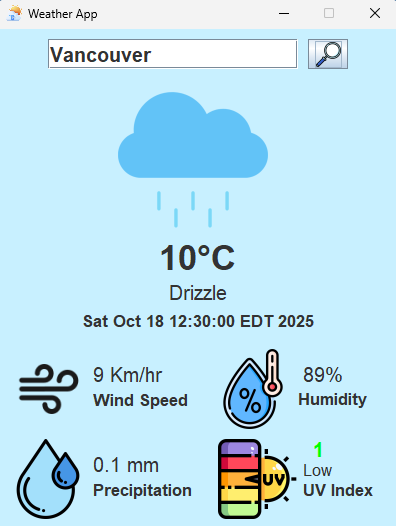 Weather App
Vancouver
10°C
Drizzle
Sat Oct 18 12:30:00 EDT 2025
9 Km/hr
Wind Speed
%
89%
Humidity
0.1 mm
Precipitation
UV
1
Low
UV Index